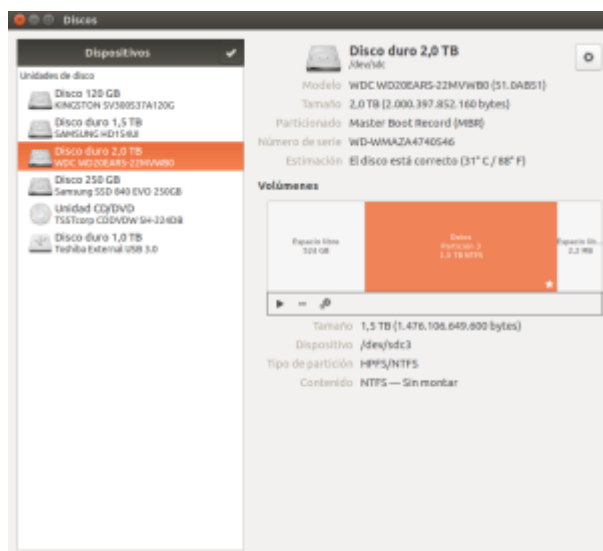 Discos
Dispositivos
Unidades de disco
Disco 120 GB
KINGSTON SV300S37A120G
Disco duro 1,5 TB
SAMSUNG HD154UI
Disco duro 2,0 TB
WDC WD20EARS-22MVWB0
Disco 250 GB
Samsung SSD 840 EVO 250GB
Unidad CD/DVD
TSSTcorp CDDVDW SH-224DB
Disco duro 1,0 TB
Toshiba External USB 3.0
Disco duro 2,0 TB
/dev/sdc
Modelo WDC WD20EARS-22MVWB0 (51.0AB51)
Tamaño 2,0 TB (2.000.397.852.160 bytes)
Particionado Master Boot Record (MBR)
Número de serie WD-WMAZA4740546
Estimación El disco está correcto (31° C / 88° F)
Volúmenes
Espacio libre
524 GB
Datos
Partición 3
1,5 TB NTFS
Espacio lib...
2,2 MB
Tamaño 1,5 TB (1.476.106.649.600 bytes)
Dispositivo /dev/sdc3
Tipo de partición HPFS/NTFS
Contenido NTFS — Sin montar